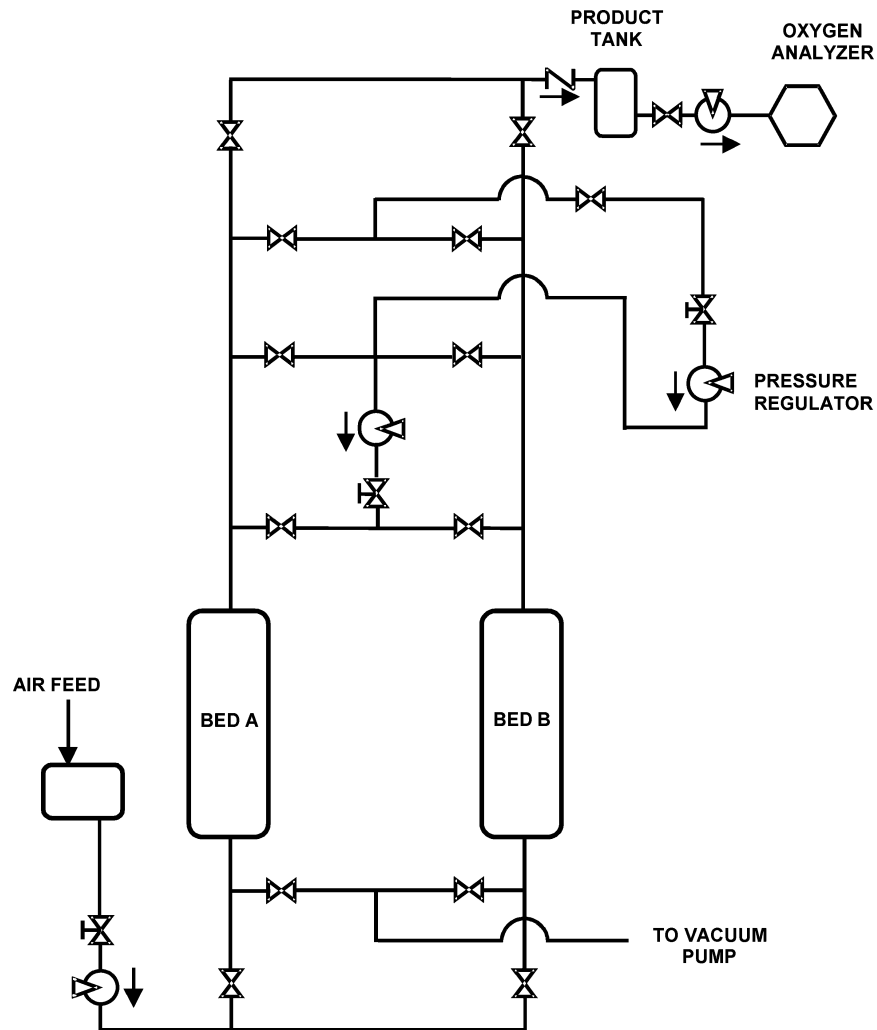 PRODUCT
TANK
OXYGEN
ANALYZER
PRESSURE
REGULATOR
AIR FEED
BED A
BED B
TO VACUUM
PUMP